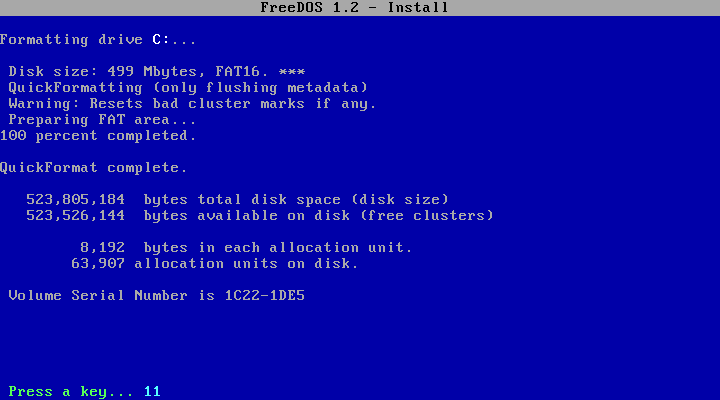 FreeDOS 1.2 - Install
Formatting drive C:...
Disk size: 499 Mbytes, FAT16. ***
QuickFormatting (only flushing metadata)
Warning: Resets bad cluster marks if any.
Preparing FAT area...
100 percent completed.
QuickFormat complete.
523,805,184 bytes total disk space (disk size)
523,526,144 bytes available on disk (free clusters)
8,192 bytes in each allocation unit.
63,907 allocation units on disk.
Volume Serial Number is 1C22-1DE5
Press a key... 11